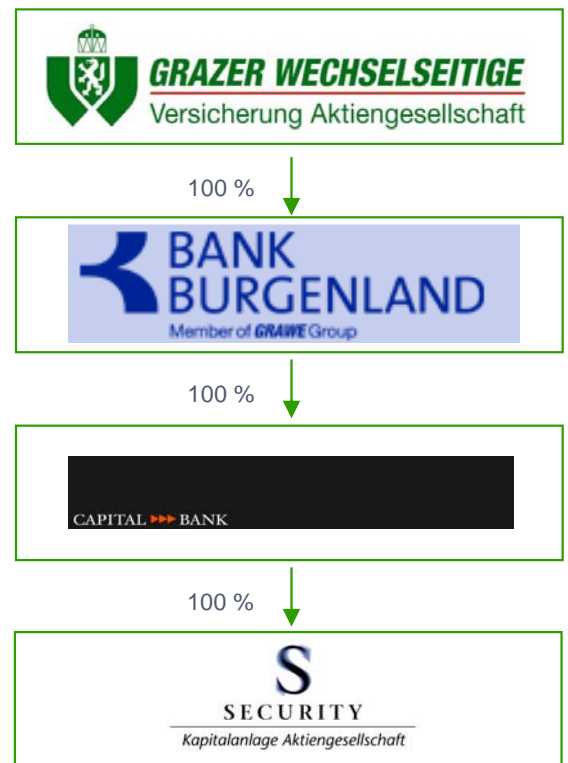 GRAZER WECHSELSEITIGE
Versicherung Aktiengesellschaft
100 %
BANK
BURGENLAND
Member of GRAWE Group
100 %
CAPITAL BANK
100 %
S
SECURITY
Kapitalanlage Aktiengesellschaft